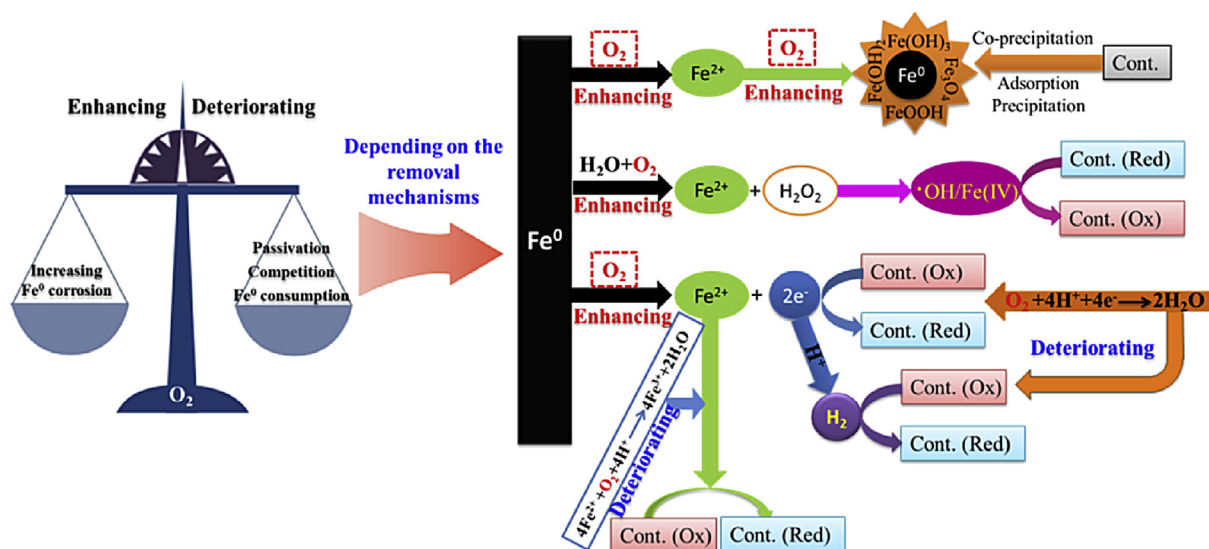 Enhancing
Deteriorating
Increasing
Fe⁰ corrosion
Passivation
Competition
Fe⁰ consumption
O₂
Depending on the
removal
mechanisms
Fe⁰
O₂
Enhancing
Fe²⁺
O₂
Enhancing
Fe(OH)₂
Fe(OH)₃
Fe₃O₄
FeOOH
Fe⁰
Co-precipitation
Adsorption
Precipitation
Cont.
H₂O+O₂
Enhancing
Fe²⁺
+
H₂O₂
·OH/Fe(IV)
Cont. (Red)
Cont. (Ox)
O₂
Enhancing
Fe²⁺
+
2e⁻
Cont. (Ox)
Cont. (Red)
O₂+4H⁺+4e⁻→2H₂O
Deteriorating
H⁺
H₂
Cont. (Ox)
Cont. (Red)
4Fe²⁺+O₂+4H⁺→4Fe³⁺+2H₂O
Deteriorating
Cont. (Ox)
Cont. (Red)